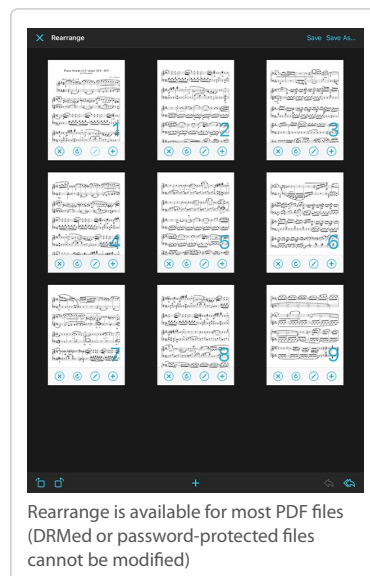 Rearrange
Save Save As...
1
2
3
4
5
6
7
8
9
Rearrange is available for most PDF files
(DRMed or password-protected files
cannot be modified)